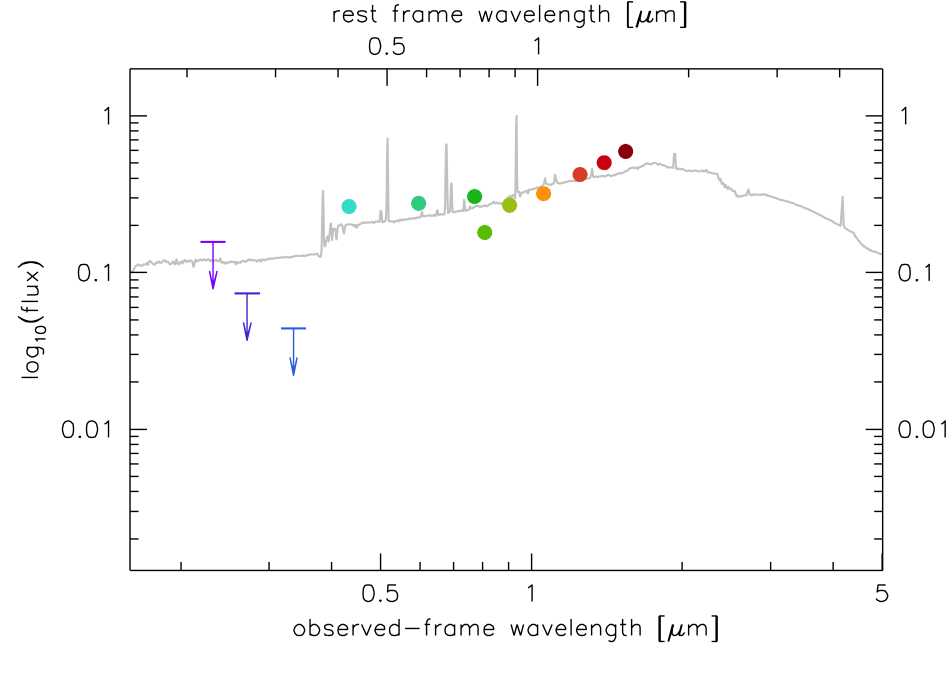 rest frame wavelength [μm]
0.5 1
1 1
0.1 0.1
0.01 0.01
log₁₀(flux)
0.5 1 5
observed-frame wavelength [μm]